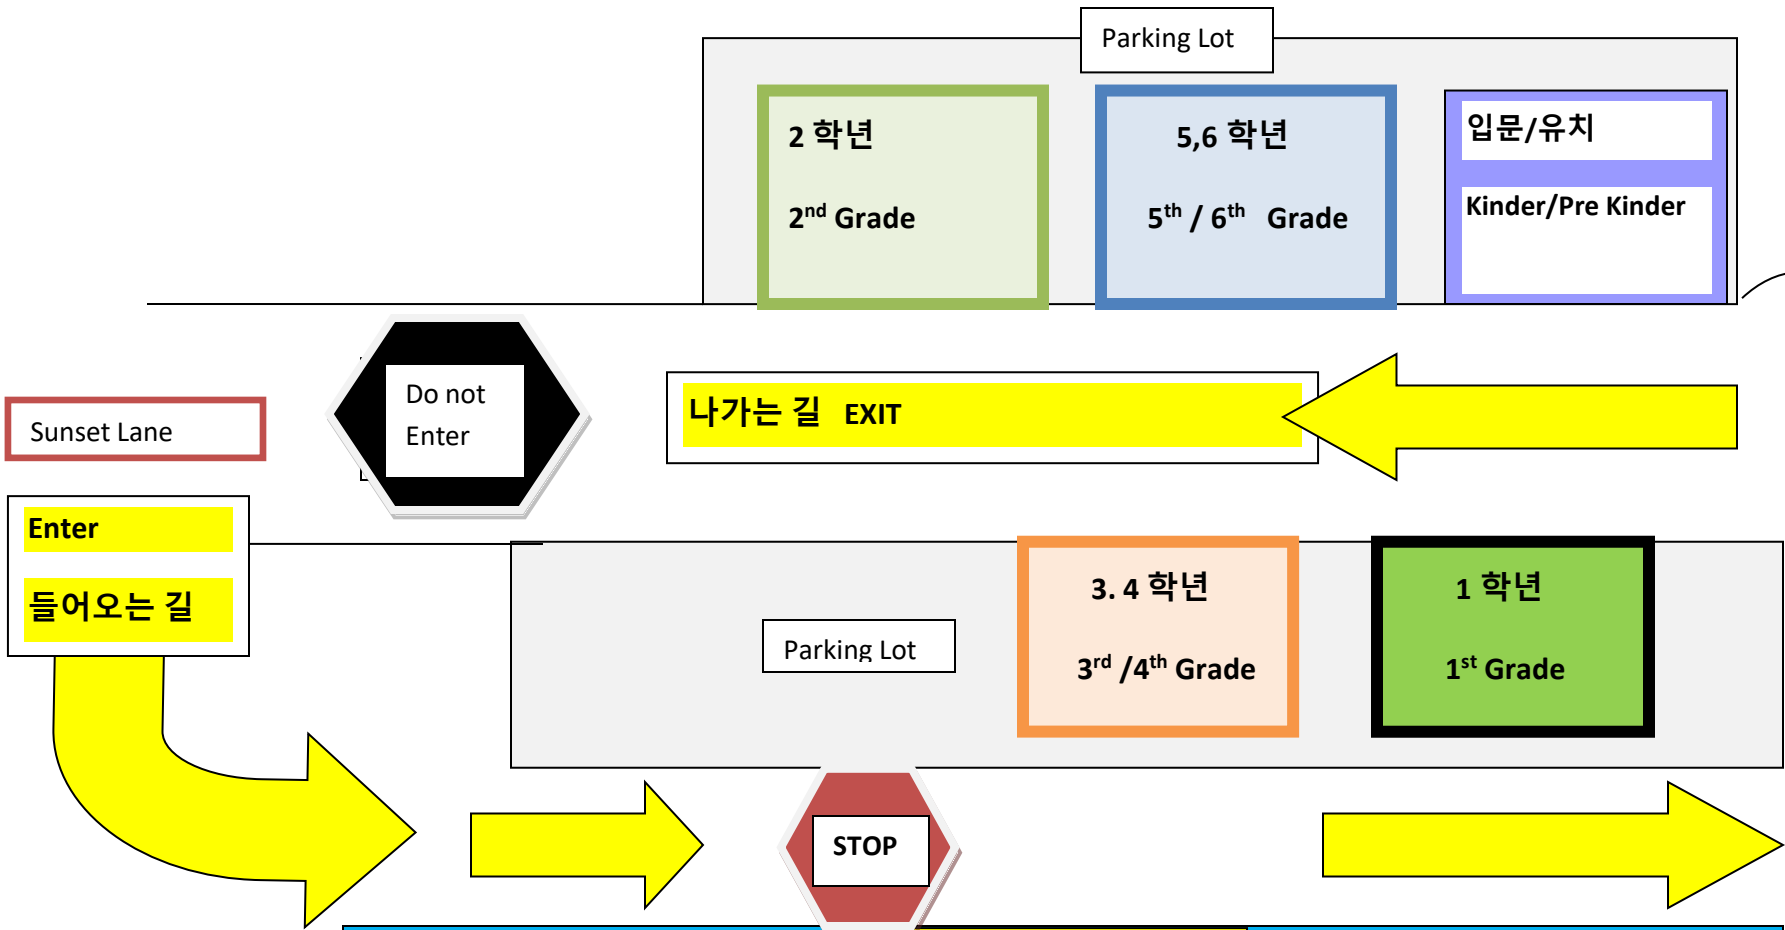 Parking Lot
2 학년
2nd Grade
5,6 학년
5th / 6th Grade
입문/유치
Kinder/Pre Kinder
Do not
Enter
나가는 길 EXIT
Sunset Lane
Enter
들어오는 길
Parking Lot
3. 4 학년
3rd /4th Grade
1 학년
1st Grade
STOP